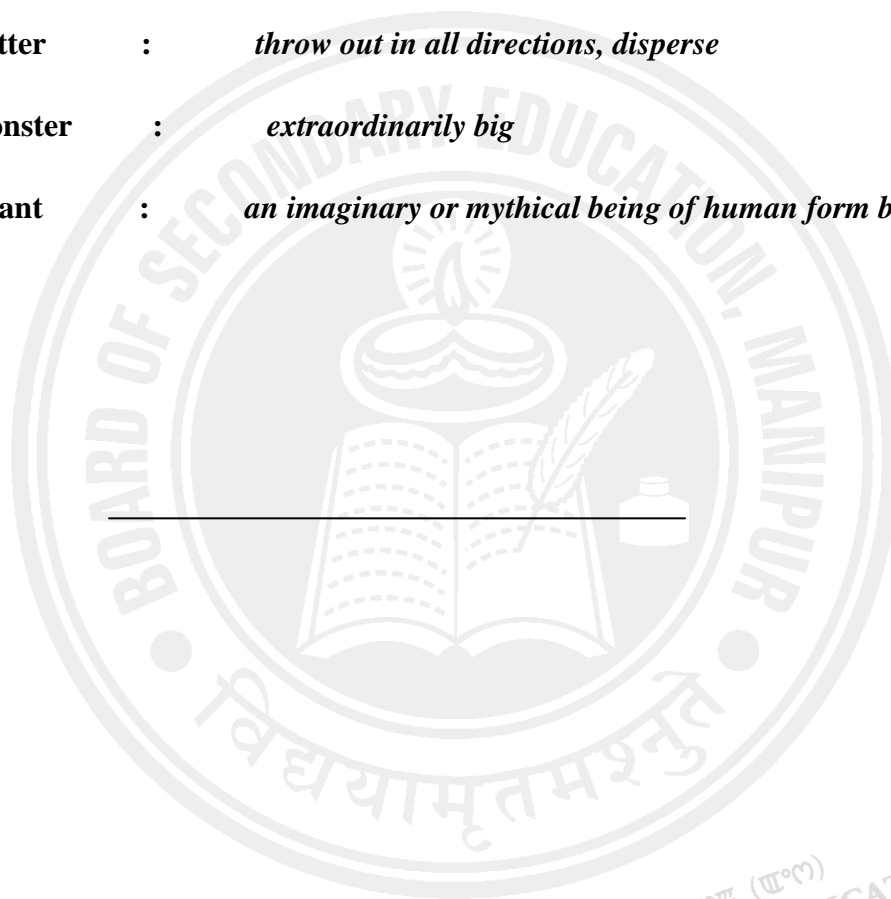 tter : throw out in all directions, disperse
onster : extraordinarily big
ant : an imaginary or mythical being of human form b
BOARD OF SECONDARY EDUCATION, MANIPUR
विद्ययामृतमश्नुते